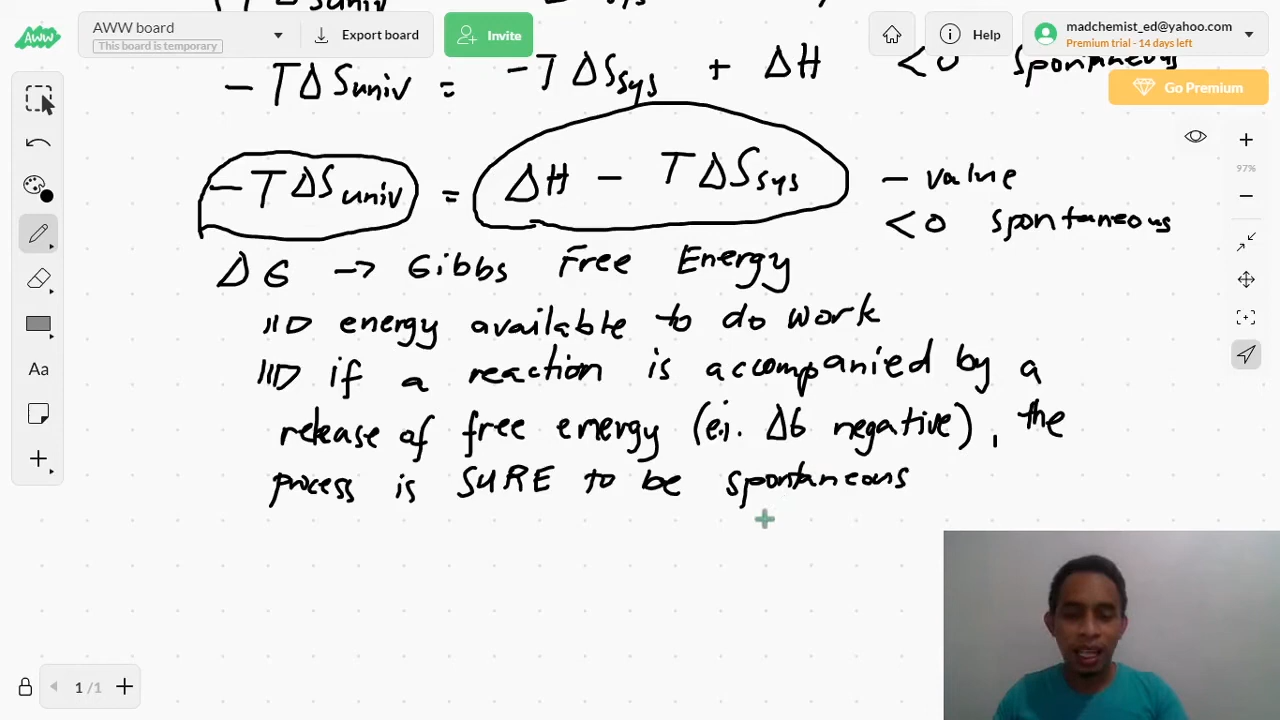 AWW board
This board is temporary
Export board
Invite
Help
madchemist_ed@yahoo.com
Premium trial - 14 days left
Go Premium
AWW
- TΔSuniv = - TΔSsys + ΔH < 0 spontaneous
97%
- TΔSuniv = ΔH - TΔSsys - value
< 0 spontaneous
ΔG → Gibbs Free Energy
energy available to do work
Aa
if a reaction is accompanied by a
release of free energy (e.i. ΔG negative), the
process is SURE to be spontaneous
1 / 1